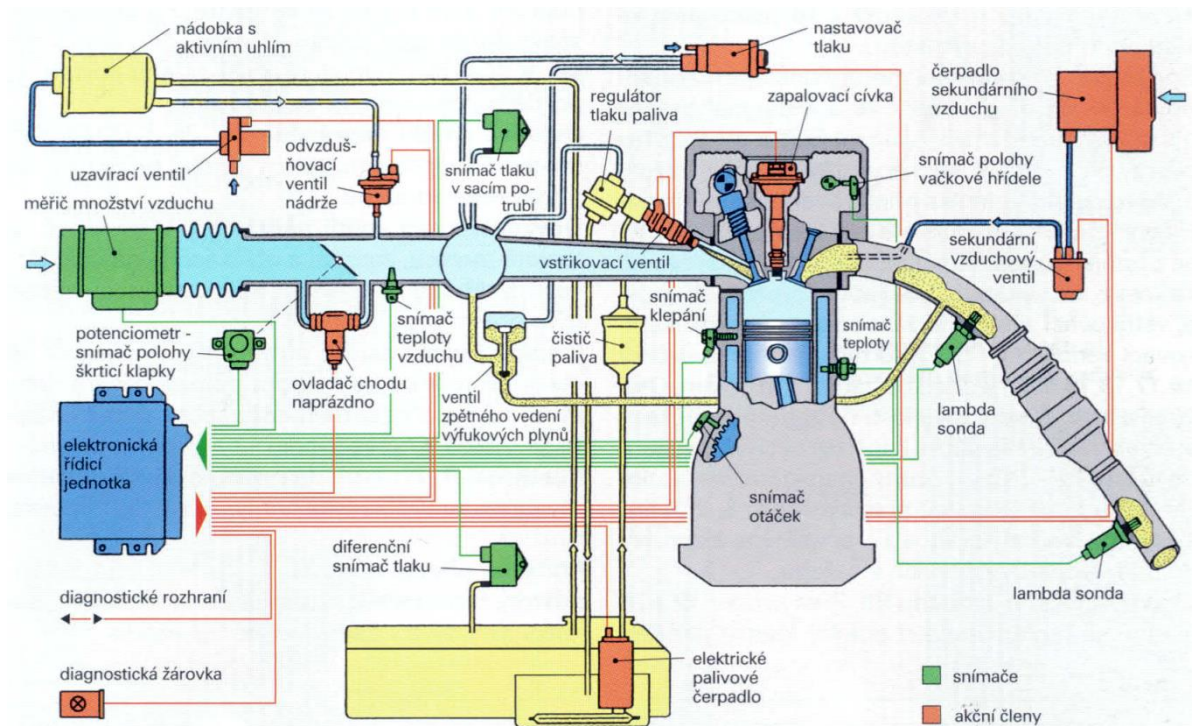 nádobka s
aktivním uhlím
nastavovač
tlaku
čerpadlo
sekundárního
vzduchu
regulátor
tlaku paliva
zapalovací cívka
odvzduš-
ňovací
ventil
nádrže
snímač tlaku
v sacím po-
trubí
snímač polohy
vačkové hřídele
uzavírací ventil
měřič množství vzduchu
vstřikovací ventil
sekundární
vzduchový
ventil
potenciometr -
snímač polohy
škrticí klapky
ovladač chodu
naprázdno
snímač
teploty
vzduchu
ventil
zpětného vedení
výfukových plynů
čistič
paliva
snímač
klepání
snímač
teploty
lambda
sonda
elektronická
řídicí
jednotka
snímač
otáček
diferenční
snímač tlaku
lambda sonda
diagnostické rozhraní
diagnostická žárovka
elektrické
palivové
čerpadlo
snímače
akční členy